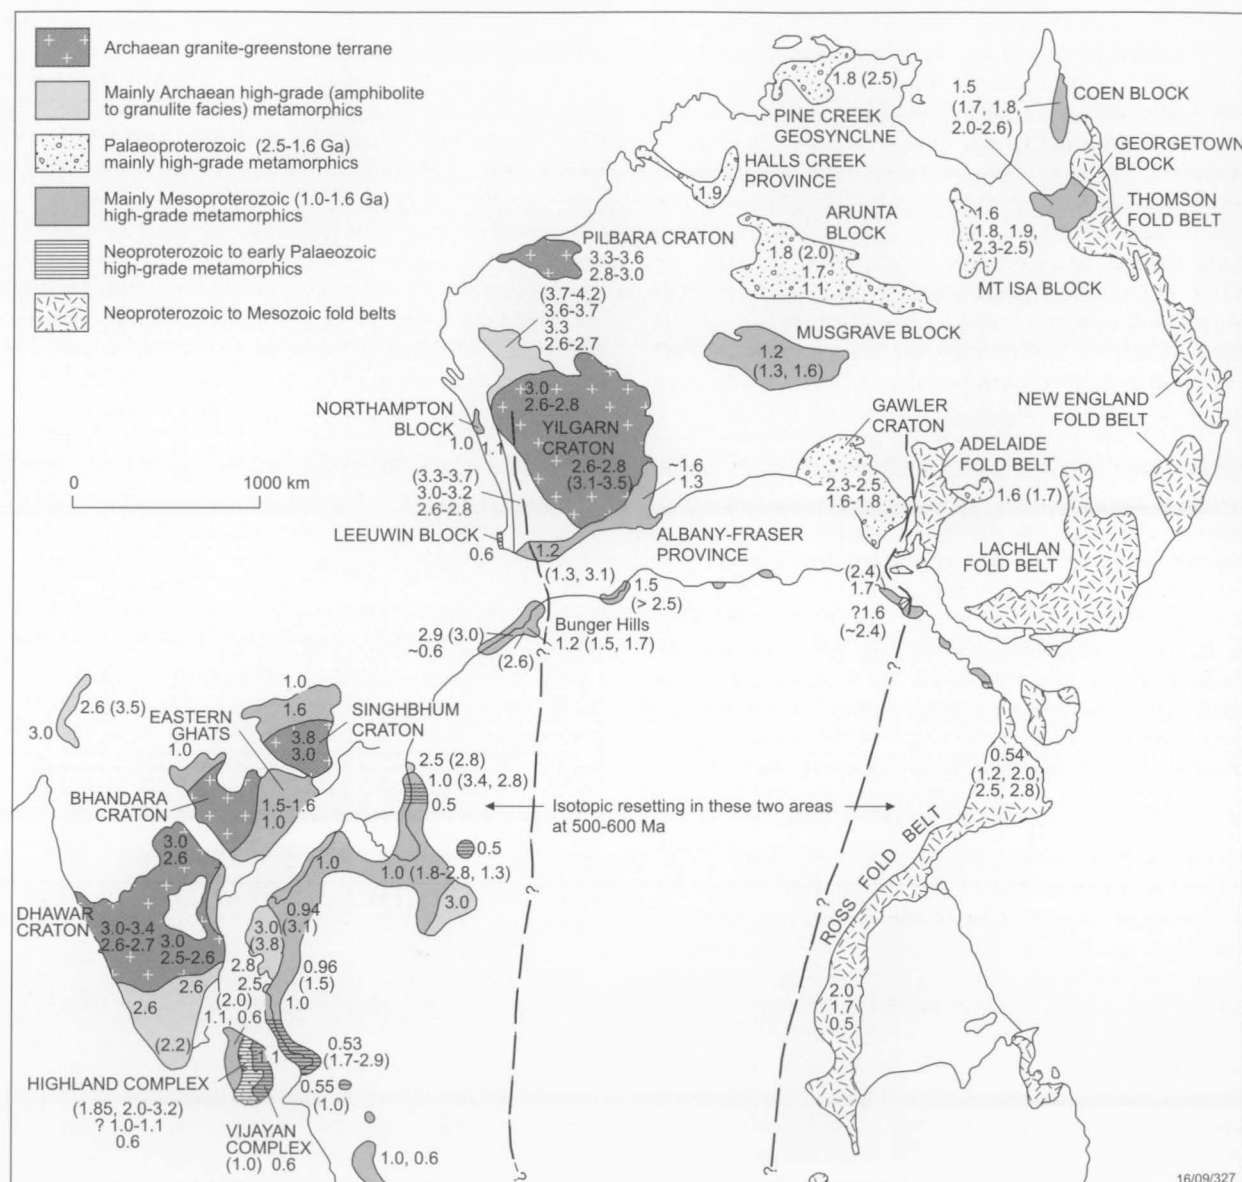 Archaean granite-greenstone terrane
Mainly Archaean high-grade (amphibolite
to granulite facies) metamorphics
Palaeoproterozoic (2.5-1.6 Ga)
mainly high-grade metamorphics
Mainly Mesoproterozoic (1.0-1.6 Ga)
high-grade metamorphics
Neoproterozoic to early Palaeozoic
high-grade metamorphics
Neoproterozoic to Mesozoic fold belts
1.8 (2.5)
PINE CREEK
GEOSYNCLNE
HALLS CREEK
PROVINCE
1.9
1.5
(1.7, 1.8,
2.0-2.6)
COEN BLOCK
GEORGETOWN
BLOCK
THOMSON
FOLD BELT
ARUNTA
BLOCK
1.8 (2.0)
1.7
1.1
1.6
(1.8, 1.9,
2.3-2.5)
MT ISA BLOCK
PILBARA CRATON
3.3-3.6
2.8-3.0
(3.7-4.2)
3.6-3.7
3.3
2.6-2.7
MUSGRAVE BLOCK
1.2
(1.3, 1.6)
3.0
2.6-2.8
YILGARN
CRATON
2.6-2.8
(3.1-3.5)
NORTHAMPTON
BLOCK
1.0
1.1
~1.6
1.3
GAWLER
CRATON
2.3-2.5
1.6-1.8
NEW ENGLAND
FOLD BELT
ADELAIDE
FOLD BELT
1.6 (1.7)
0
1000 km
(3.3-3.7)
3.0-3.2
2.6-2.8
LEEUWIN BLOCK
0.6
1.2
ALBANY-FRASER
PROVINCE
LACHLAN
FOLD BELT
(1.3, 3.1)
1.5
(> 2.5)
(2.4)
1.7
?1.6
(~2.4)
Bunger Hills
1.2 (1.5, 1.7)
2.9 (3.0)
~0.6
(2.6)
?
?
2.6 (3.5)
3.0
1.0
1.6
EASTERN
GHATS
SINGHBHUM
CRATON
3.8
3.0
1.0
BHANDARA
CRATON
1.5-1.6
1.0
2.5 (2.8)
1.0 (3.4, 2.8)
0.5
Isotopic resetting in these two areas
at 500-600 Ma
0.54
(1.2, 2.0,
2.5, 2.8)
3.0
2.6
1.0
0.5
1.0 (1.8-2.8, 1.3)
3.0
?
?
ROSS FOLD BELT
DHAWAR
CRATON
3.0-3.4
2.6-2.7
3.0
2.5-2.6
0.94
(3.1)
3.0
(3.8)
2.6
2.6
2.8
2.5
(2.0)
1.1, 0.6
0.96
(1.5)
1.0
2.0
1.7
0.5
(2.2)
1.1
0.53
(1.7-2.9)
HIGHLAND COMPLEX
(1.85, 2.0-3.2)
? 1.0-1.1
0.6
0.55
(1.0)
VIJAYAN
COMPLEX
(1.0) 0.6
1.0, 0.6
?
?
16/09/327